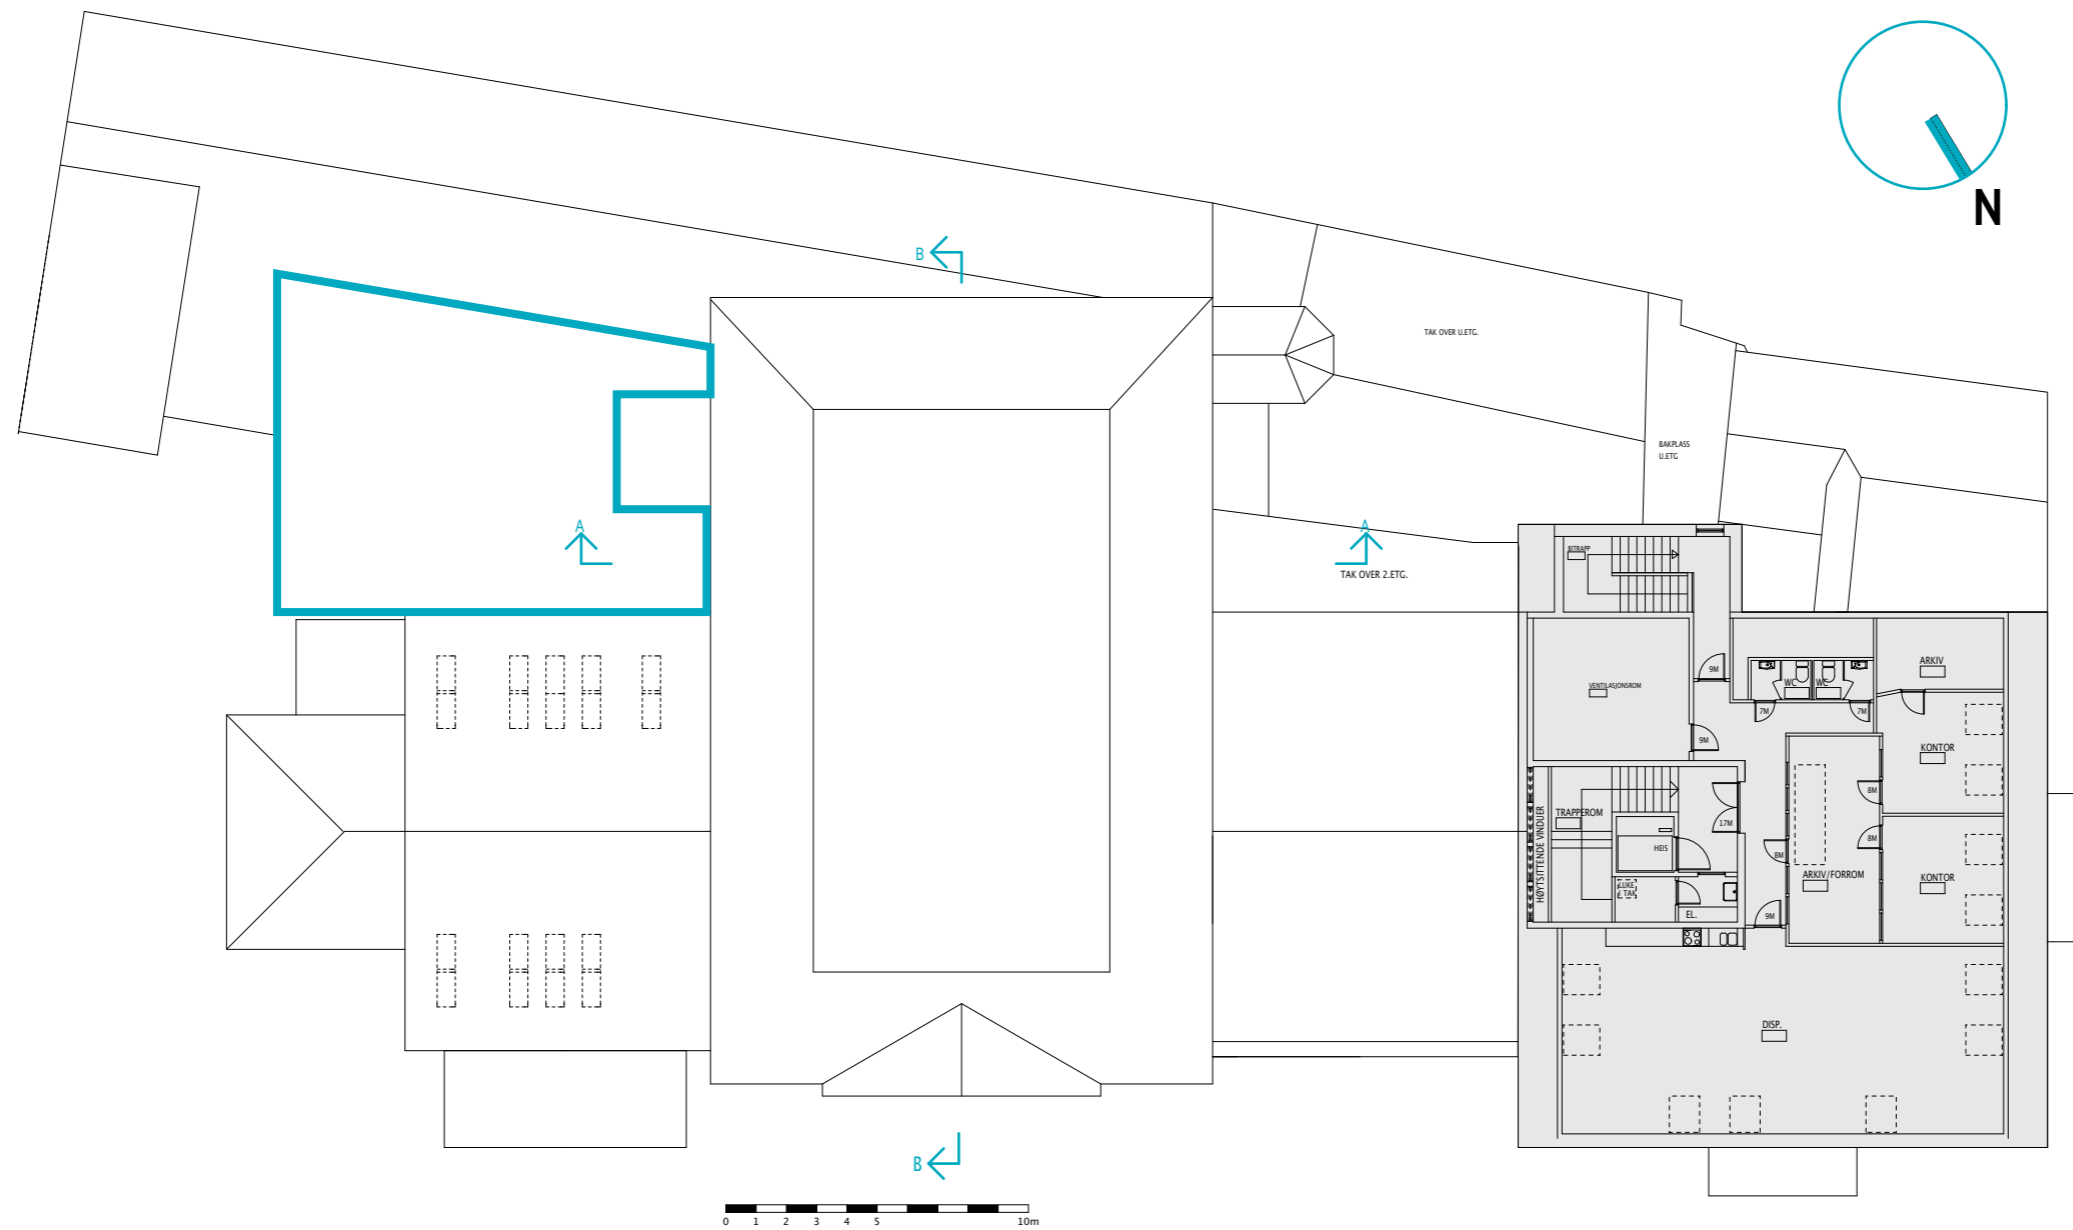 N
B
TAK OVER U.ETG.
BAKPLASS
U.ETG
A
A
TAK OVER 2.ETG.
BITRAPP
ARKIV
9M
WC
WC
VENTILASJONSROM
7M
7M
9M
KONTOR
8M
TRAPPEROM
17M
HØYTSITTENDE VINDUER
HEIS
8M
8M
ARKIV/FORROM
KONTOR
LUKE
I TAK
EL.
9M
DISP.
B
0 1 2 3 4 5 10m